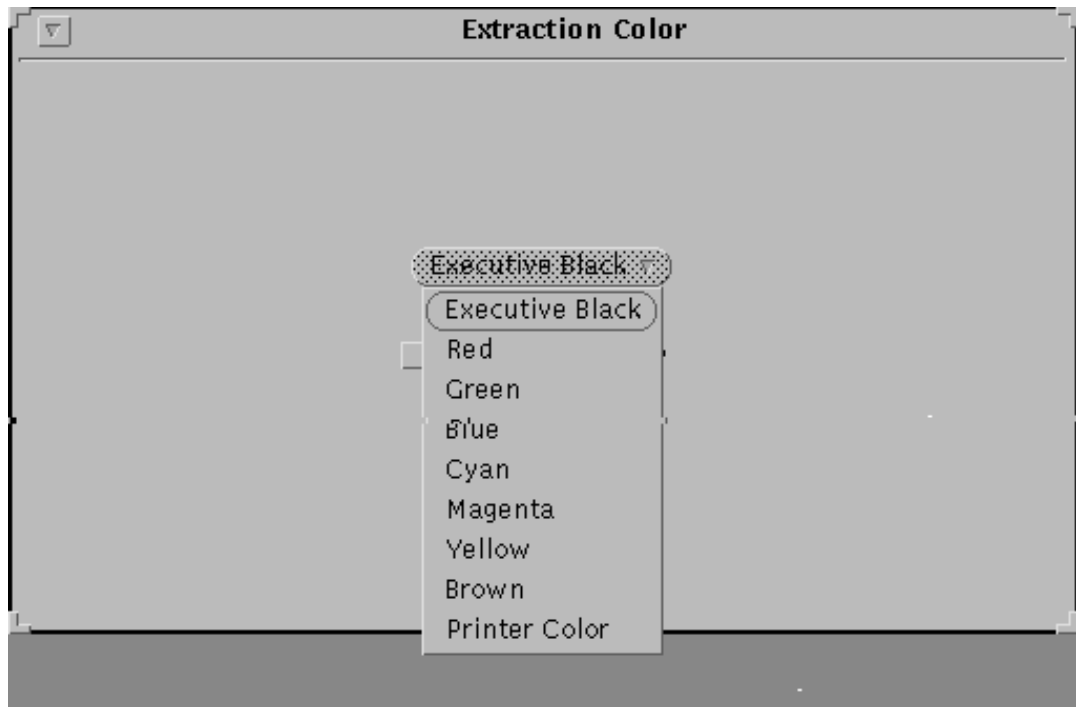 Extraction Color
Executive Black
Executive Black
Red
Green
Blue
Cyan
Magenta
Yellow
Brown
Printer Color